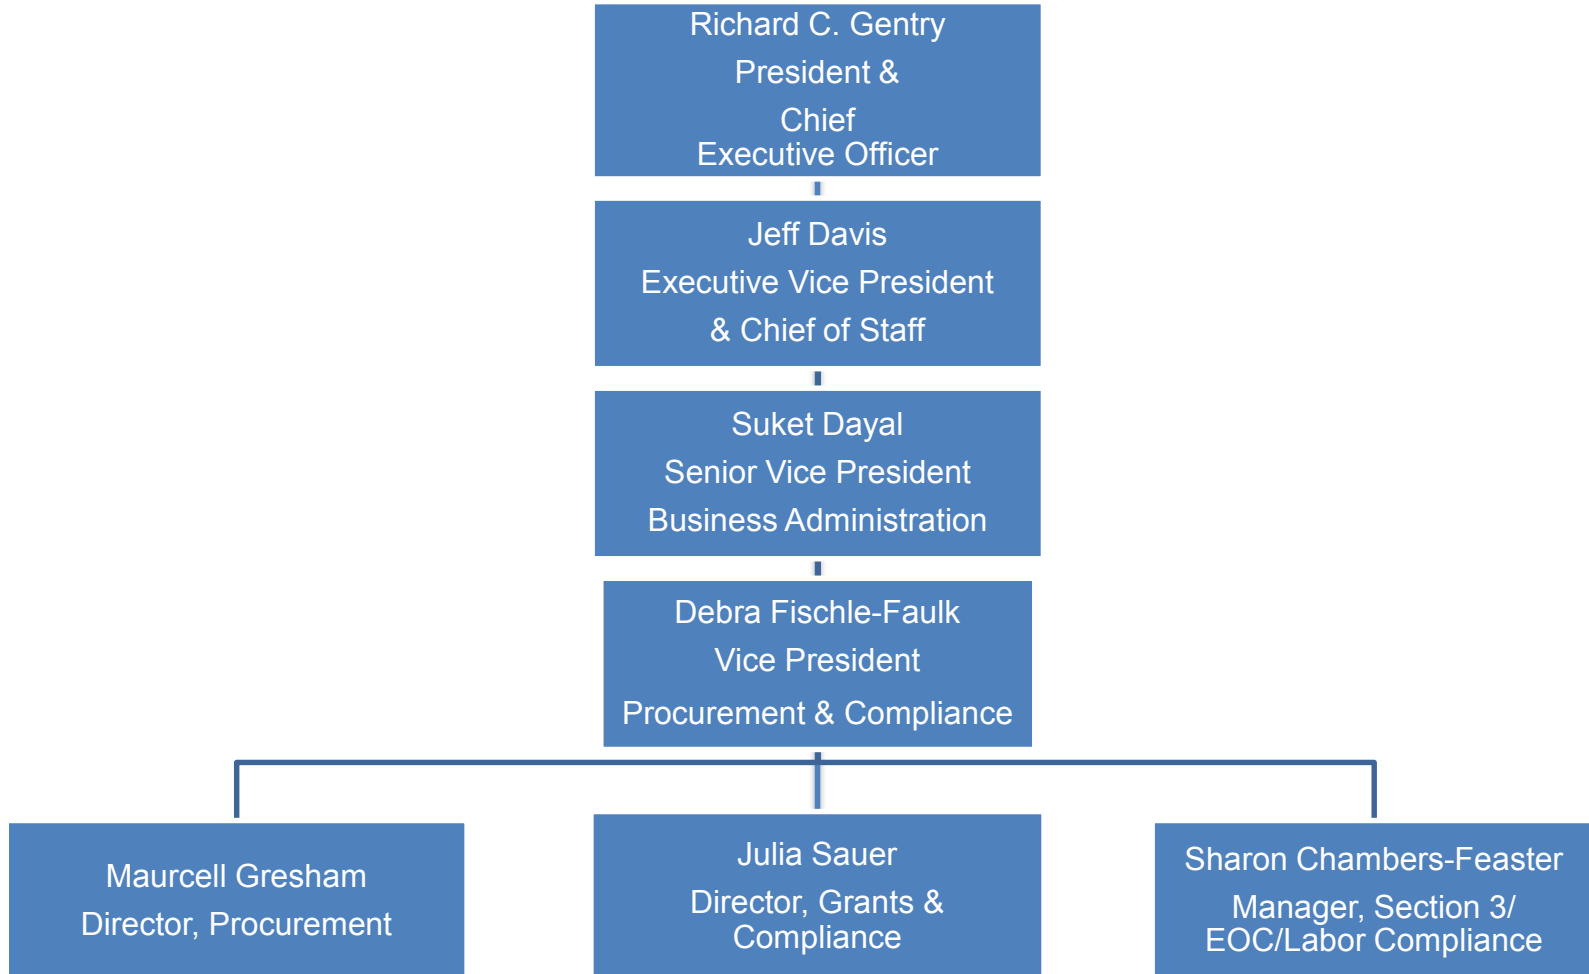 Richard C. Gentry
President &
Chief
Executive Officer
Jeff Davis
Executive Vice President
& Chief of Staff
Suket Dayal
Senior Vice President
Business Administration
Debra Fischle-Faulk
Vice President
Procurement & Compliance
Maurcell Gresham
Director, Procurement
Julia Sauer
Director, Grants &
Compliance
Sharon Chambers-Feaster
Manager, Section 3/
EOC/Labor Compliance